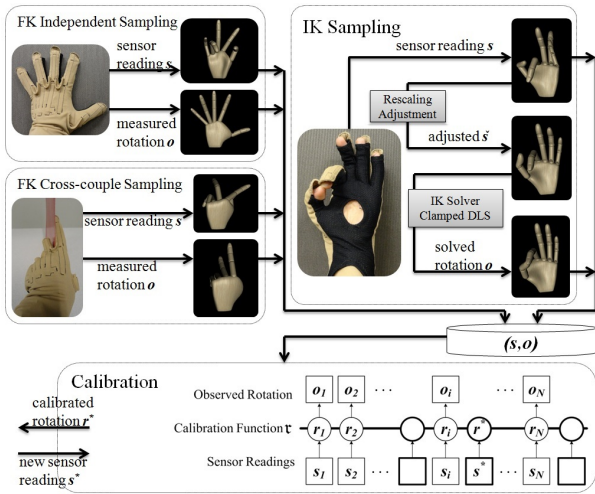 FK Independent Sampling
sensor
reading s
measured
rotation o
FK Cross-couple Sampling
sensor reading s
measured
rotation o
IK Sampling
sensor reading s
Rescaling
Adjustment
adjusted š
IK Solver
Clamped DLS
solved
rotation o
(s,o)
Calibration
calibrated
rotation r*
new sensor
reading s*
Observed Rotation
o1 o2 ... oi ... oN
Calibration Function τ
r1 r2 ri r* rN
Sensor Readings
s1 s2 ... si s* ... sN